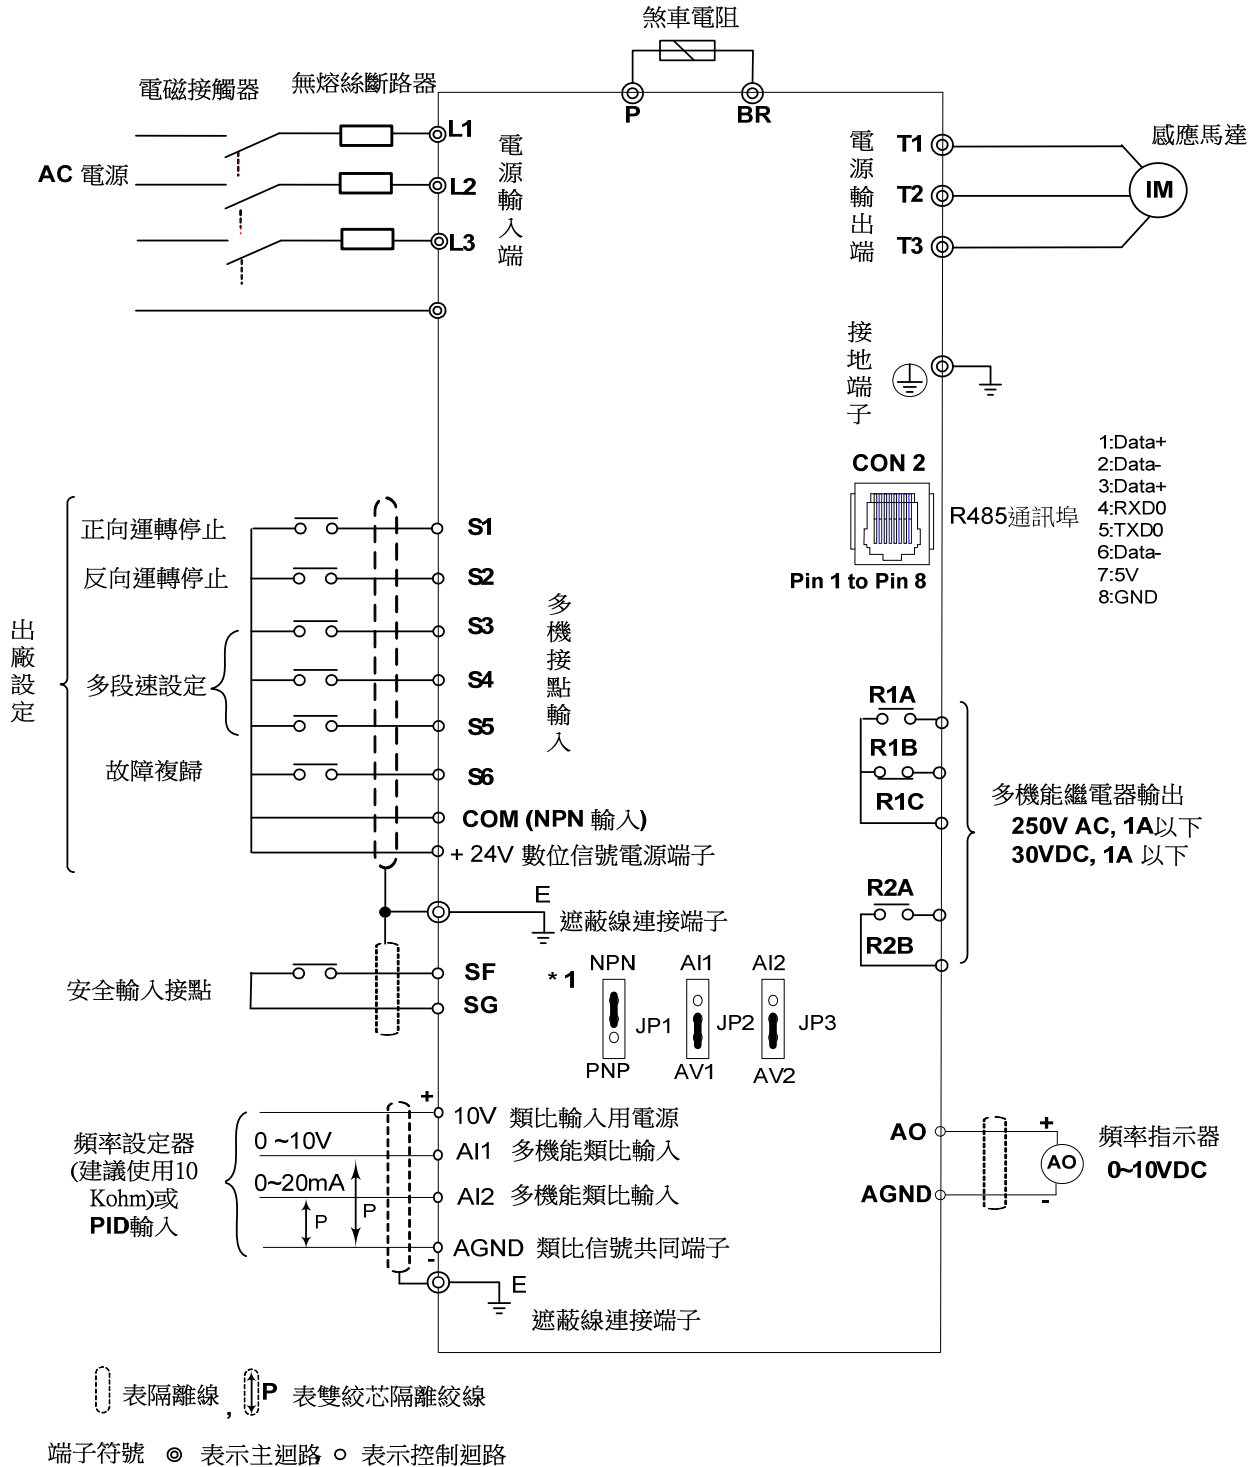 煞車電阻
電磁接觸器
無熔絲斷路器
P
BR
L1
L2
L3
AC 電源
電源輸入端
電源輸出端
T1
T2
T3
感應馬達
IM
接地端子
CON 2
R485通訊埠
Pin 1 to Pin 8
1:Data+
2:Data-
3:Data+
4:RXD0
5:TXD0
6:Data-
7:5V
8:GND
出廠設定
正向運轉停止
反向運轉停止
多段速設定
故障複歸
S1
S2
S3
S4
S5
S6
多機接點輸入
COM (NPN 輸入)
+ 24V 數位信號電源端子
E
遮蔽線連接端子
R1A
R1B
R1C
R2A
R2B
多機能繼電器輸出
250V AC, 1A以下
30VDC, 1A 以下
安全輸入接點
SF
SG
* 1
NPN
JP1
PNP
AI1
JP2
AV1
AI2
JP3
AV2
頻率設定器
(建議使用10
Kohm)或
PID輸入
0 ~10V
0~20mA
P
P
+
-
10V 類比輸入用電源
AI1 多機能類比輸入
AI2 多機能類比輸入
AGND 類比信號共同端子
E
遮蔽線連接端子
AO
AGND
+
AO
-
頻率指示器
0~10VDC
表隔離線 , P 表雙絞芯隔離絞線
端子符號 ◎ 表示主迴路, ○ 表示控制迴路